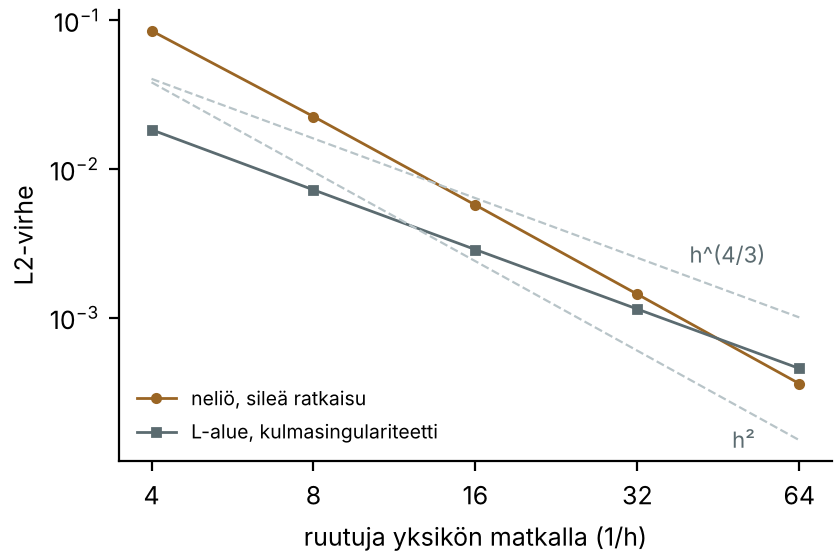 10⁻¹
10⁻²
10⁻³
L2-virhe
h^(4/3)
h²
neliö, sileä ratkaisu
L-alue, kulmasingulariteetti
4 8 16 32 64
ruutuja yksikön matkalla (1/h)